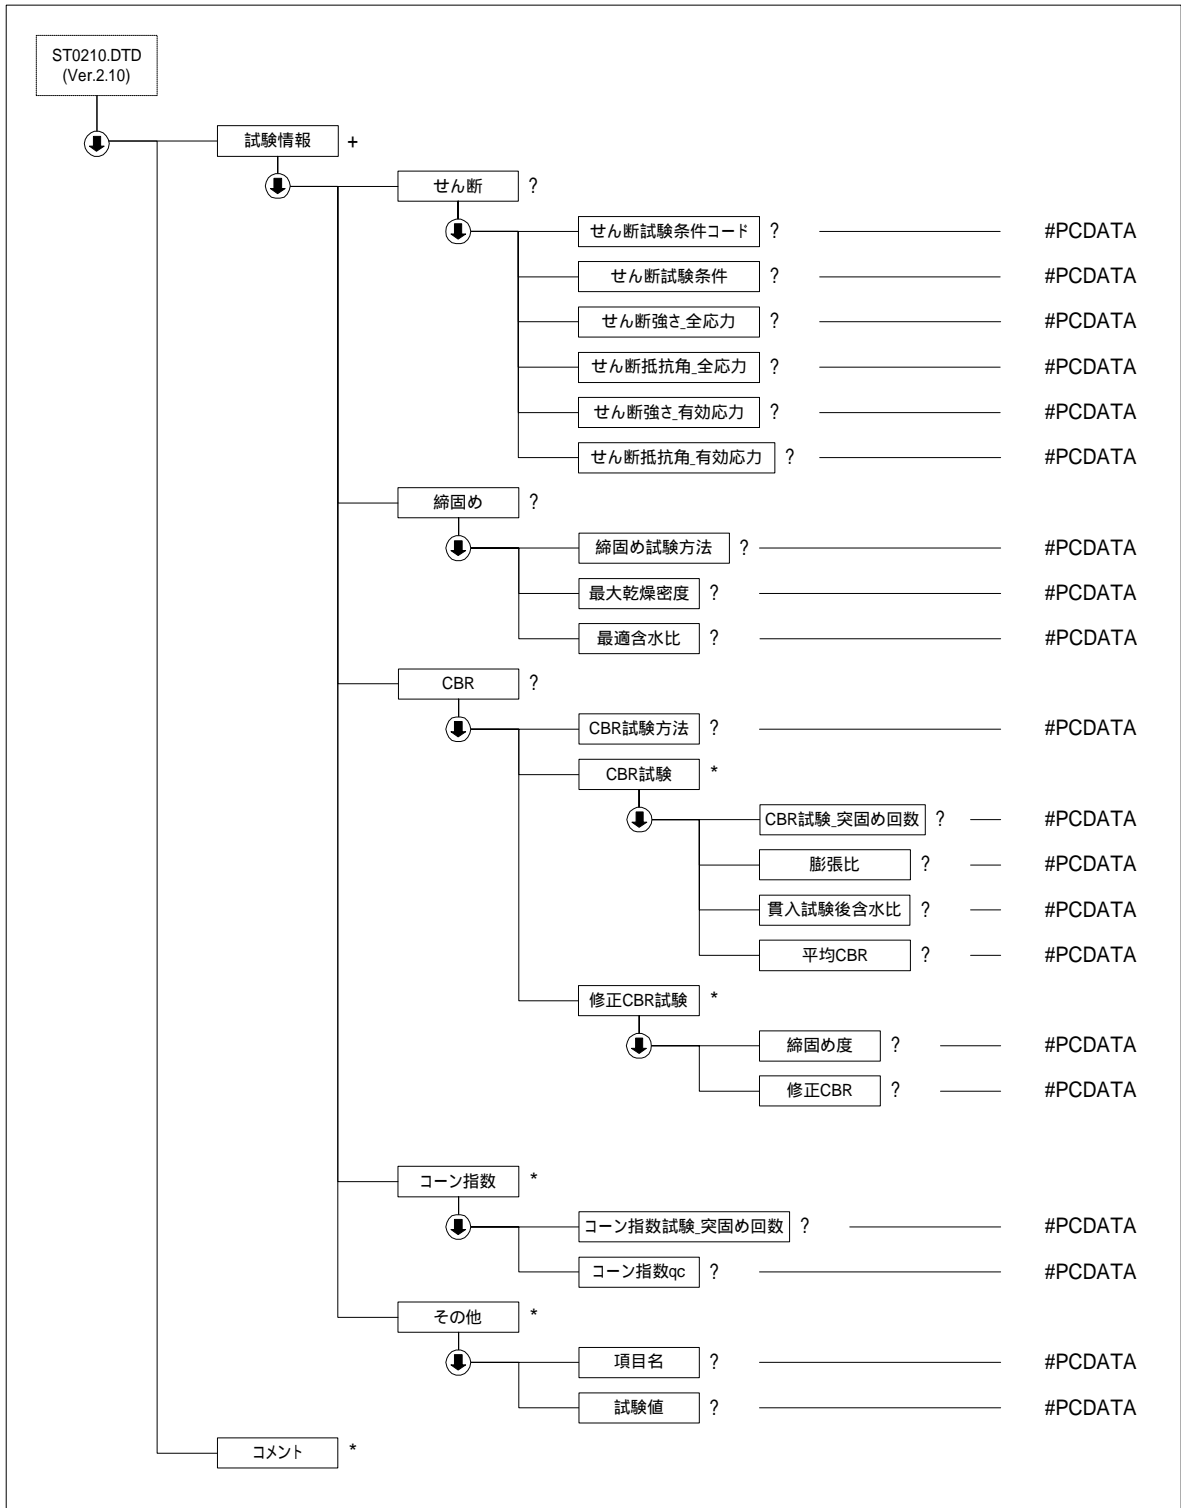 ST0210.DTD
(Ver.2.10)
試験情報 +
せん断 ?
せん断試験条件コード ? #PCDATA
せん断試験条件 ? #PCDATA
せん断強さ_全応力 ? #PCDATA
せん断抵抗角_全応力 ? #PCDATA
せん断強さ_有効応力 ? #PCDATA
せん断抵抗角_有効応力 ? #PCDATA
締固め ?
締固め試験方法 ? #PCDATA
最大乾燥密度 ? #PCDATA
最適含水比 ? #PCDATA
CBR ?
CBR試験方法 ? #PCDATA
CBR試験 *
CBR試験_突固め回数 ? #PCDATA
膨張比 ? #PCDATA
貫入試験後含水比 ? #PCDATA
平均CBR ? #PCDATA
修正CBR試験 *
締固め度 ? #PCDATA
修正CBR ? #PCDATA
コーン指数 *
コーン指数試験_突固め回数 ? #PCDATA
コーン指数qc ? #PCDATA
その他 *
項目名 ? #PCDATA
試験値 ? #PCDATA
コメント *